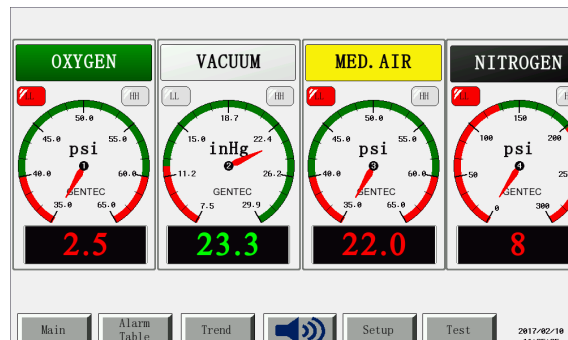 OXYGEN VACUUM MED. AIR NITROGEN
LL HH LL HH LL HH LL
50.0 18.7 50.0 150
45.0 55.0 15.0 22.4 45.0 55.0 100 200
psi inHg psi psi
1 2 3 4
40.0 60.0 11.2 26.2 40.0 60.0 50
GENTEC GENTEC GENTEC GENTEC
35.0 65.0 7.5 29.9 35.0 65.0 0 300
2.5 23.3 22.0 8
Main Alarm Table Trend Setup Test 2017/02/10